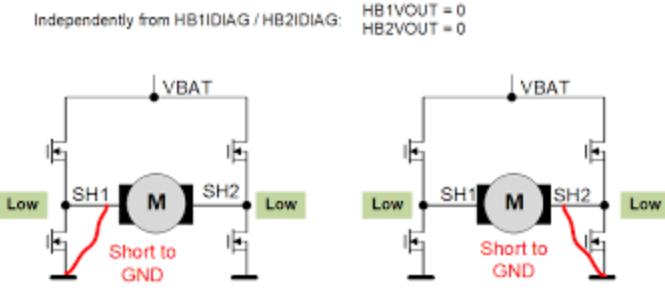 Independently from HB1IDIAG / HB2IDIAG:
HB1VOUT = 0
HB2VOUT = 0
VBAT
SH1
M
SH2
Low
Low
Short to
GND
VBAT
SH1
M
SH2
Low
Low
Short to
GND